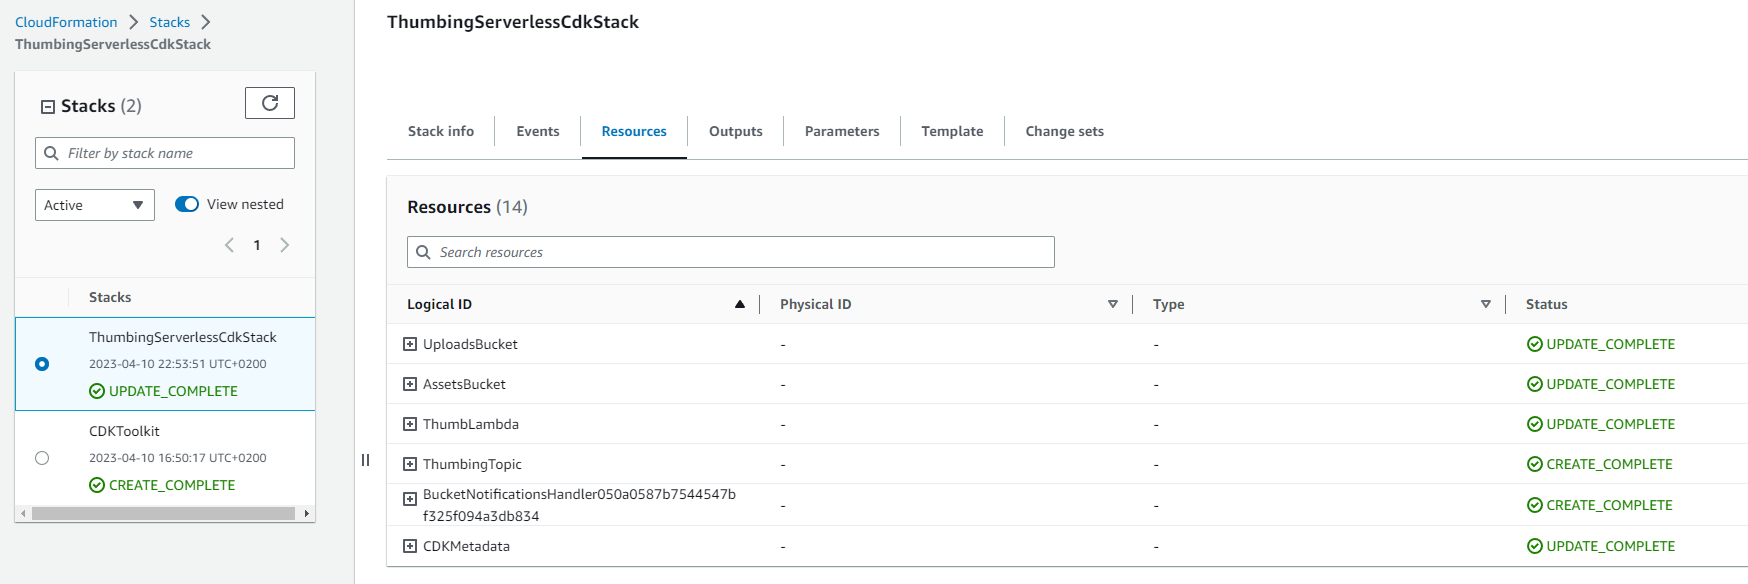 CloudFormation > Stacks >
ThumbingServerlessCdkStack
Stacks (2)
Filter by stack name
Active
View nested
1
Stacks
ThumbingServerlessCdkStack
2023-04-10 22:53:51 UTC+0200
UPDATE_COMPLETE
CDKToolkit
2023-04-10 16:50:17 UTC+0200
CREATE_COMPLETE
ThumbingServerlessCdkStack
Stack info Events Resources Outputs Parameters Template Change sets
Resources (14)
Search resources
Logical ID Physical ID Type Status
UploadsBucket - - UPDATE_COMPLETE
AssetsBucket - - UPDATE_COMPLETE
ThumbLambda - - UPDATE_COMPLETE
ThumbingTopic - - CREATE_COMPLETE
BucketNotificationsHandler050a0587b7544547b
f325f094a3db834 - - CREATE_COMPLETE
CDKMetadata - - UPDATE_COMPLETE